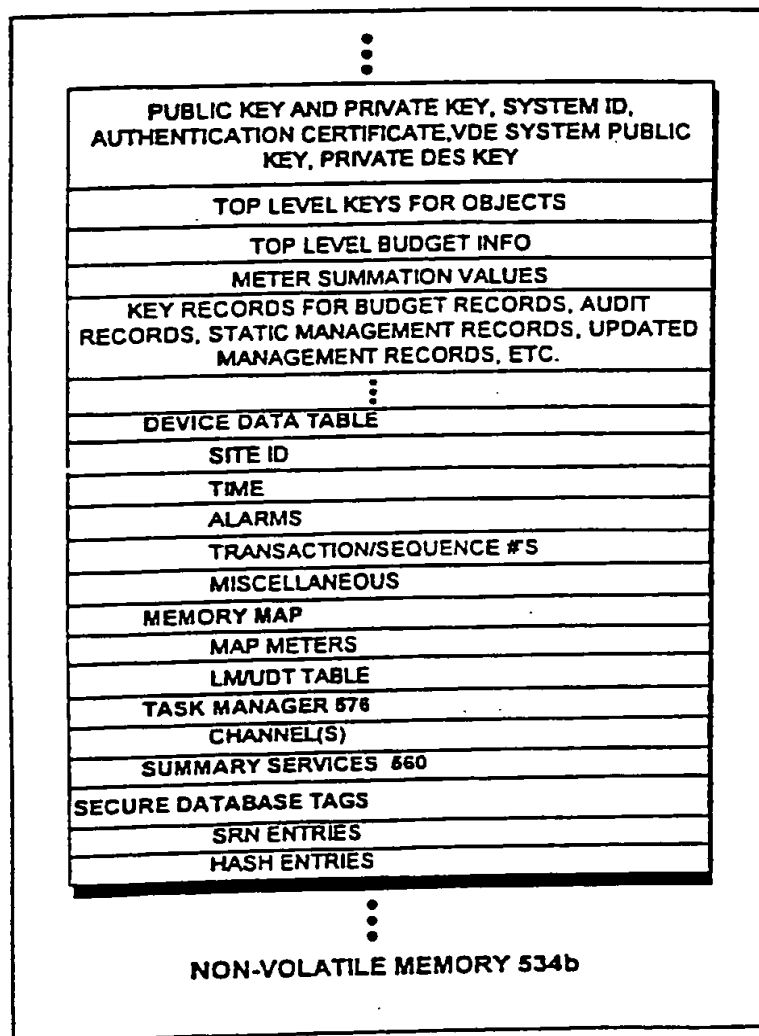 PUBLIC KEY AND PRIVATE KEY, SYSTEM ID,
AUTHENTICATION CERTIFICATE,VDE SYSTEM PUBLIC
KEY, PRIVATE DES KEY
TOP LEVEL KEYS FOR OBJECTS
TOP LEVEL BUDGET INFO
METER SUMMATION VALUES
KEY RECORDS FOR BUDGET RECORDS, AUDIT
RECORDS, STATIC MANAGEMENT RECORDS, UPDATED
MANAGEMENT RECORDS, ETC.
DEVICE DATA TABLE
SITE ID
TIME
ALARMS
TRANSACTION/SEQUENCE #'S
MISCELLANEOUS
MEMORY MAP
MAP METERS
LM/UDT TABLE
TASK MANAGER 576
CHANNEL(S)
SUMMARY SERVICES 560
SECURE DATABASE TAGS
SRN ENTRIES
HASH ENTRIES
NON-VOLATILE MEMORY 534b